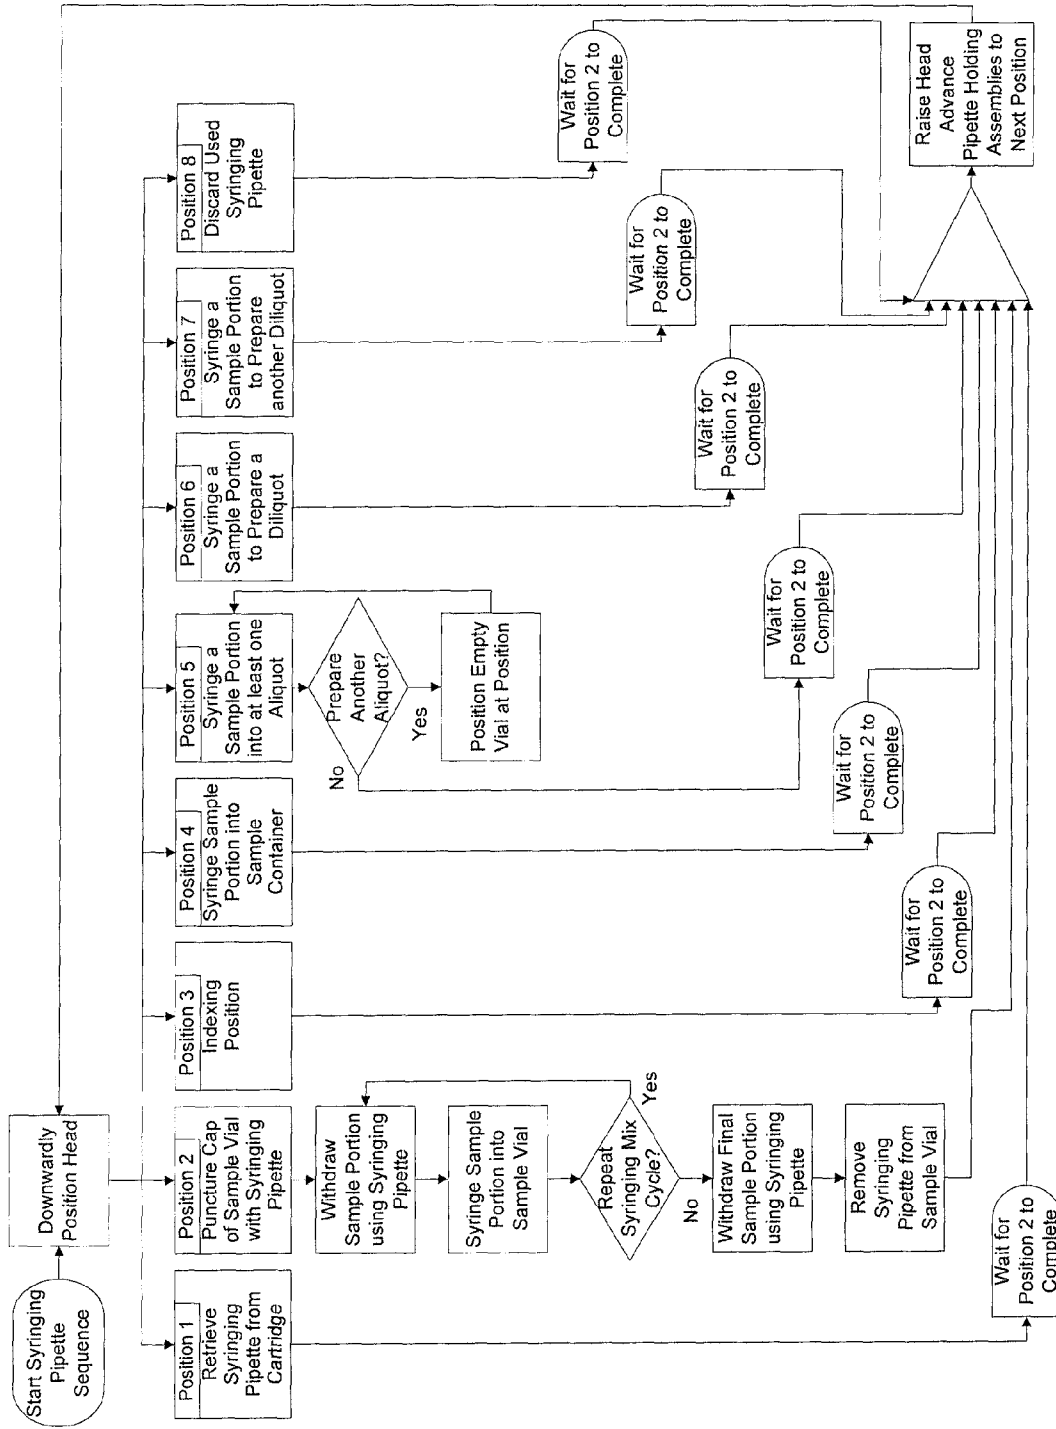 Start Syringing
Pipette
Sequence
Downwardly
Position Head
Position 1
Retrieve
Syringing
Pipette from
Cartridge
Wait for
Position 2 to
Complete
Position 2
Puncture Cap
of Sample Vial
with Syringing
Pipette
Withdraw
Sample Portion
using Syringing
Pipette
Syringe Sample
Portion into
Sample Vial
Repeat
Syringing Mix
Cycle?
Yes
No
Withdraw Final
Sample Portion
using Syringing
Pipette
Remove
Syringing
Pipette from
Sample Vial
Position 3
Indexing
Position
Wait for
Position 2 to
Complete
Position 4
Syringe Sample
Portion into
Sample
Container
Wait for
Position 2 to
Complete
Position 5
Syringe a
Sample Portion
into at least one
Aliquot
Prepare
Another
Aliquot?
No
Yes
Position Empty
Vial at Position
Wait for
Position 2 to
Complete
Position 6
Syringe a
Sample Portion
to Prepare a
Diliquot
Wait for
Position 2 to
Complete
Position 7
Syringe a
Sample Portion
to Prepare
another Diliquot
Wait for
Position 2 to
Complete
Position 8
Discard Used
Syringing
Pipette
Wait for
Position 2 to
Complete
Raise Head
Advance
Pipette Holding
Assemblies to
Next Position